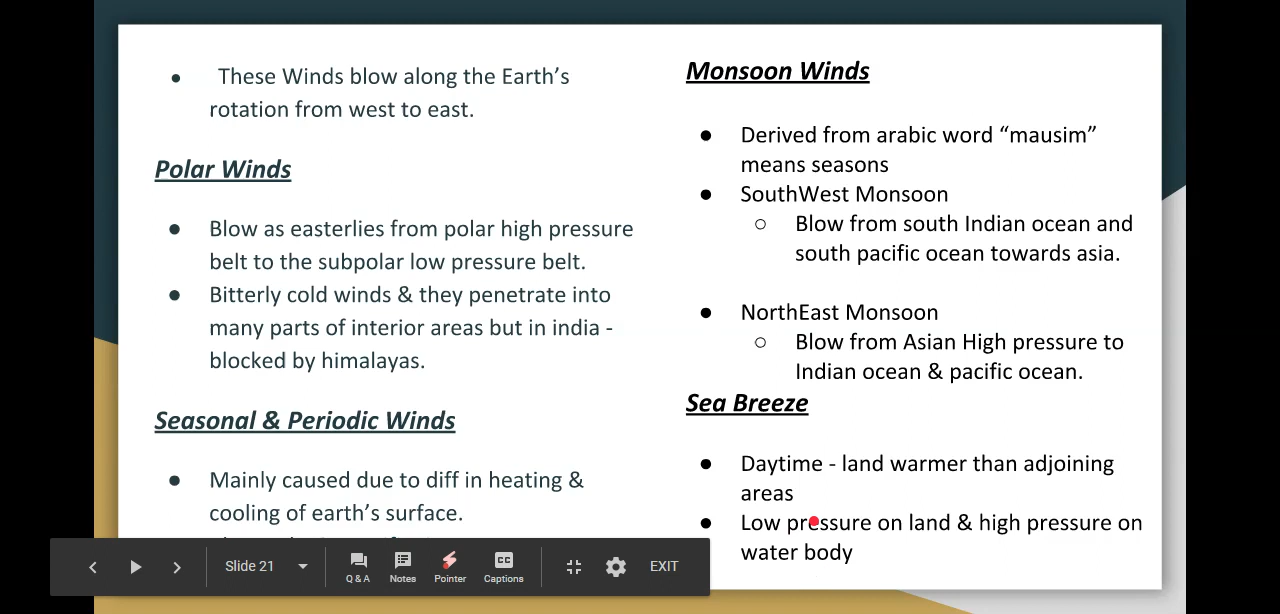 ● These Winds blow along the Earth's
rotation from west to east.
Polar Winds
● Blow as easterlies from polar high pressure
belt to the subpolar low pressure belt.
● Bitterly cold winds & they penetrate into
many parts of interior areas but in india -
blocked by himalayas.
Seasonal & Periodic Winds
● Mainly caused due to diff in heating &
cooling of earth's surface.
Monsoon Winds
● Derived from arabic word “mausim”
means seasons
● SouthWest Monsoon
○ Blow from south Indian ocean and
south pacific ocean towards asia.
● NorthEast Monsoon
○ Blow from Asian High pressure to
Indian ocean & pacific ocean.
Sea Breeze
● Daytime - land warmer than adjoining
areas
● Low pressure on land & high pressure on
water body
Slide 21
Q & A
Notes
Pointer
CC
Captions
EXIT